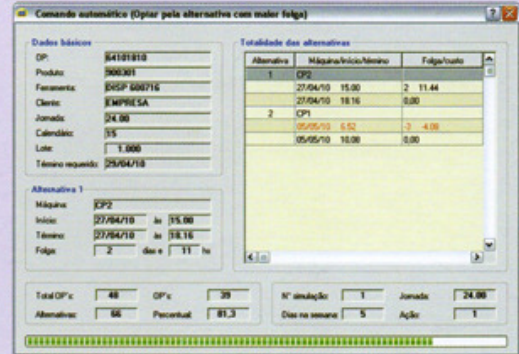 Comando automático (Optar pela alternativa com maior folga)
Dados básicos
OP: 64101810
Produto: 900301
Ferramenta: DISP 600716
Cliente: EMPRESA
Jornada: 24.00
Calendário: 15
Lote: 1.000
Término requerido: 29/04/10
Alternativa 1
Máquina: CP2
Início: 27/04/10 às 15.00
Término: 27/04/10 às 18.16
Folga: 2 dias e 11 hs
Totalidade das alternativas
Alternativa Máquina/início/término Folga/custo
1 CP2
27/04/10 15.00 2 11.44
27/04/10 18.16 0,00
2 CP1
05/05/10 6.52 -3 -4.08
05/05/10 10.08 0,00
Total OP's: 48 OP's: 39
Alternativas: 66 Percentual: 81,3
N° simulação: 1 Jornada: 24.00
Dias na semana: 5 Ação: 1